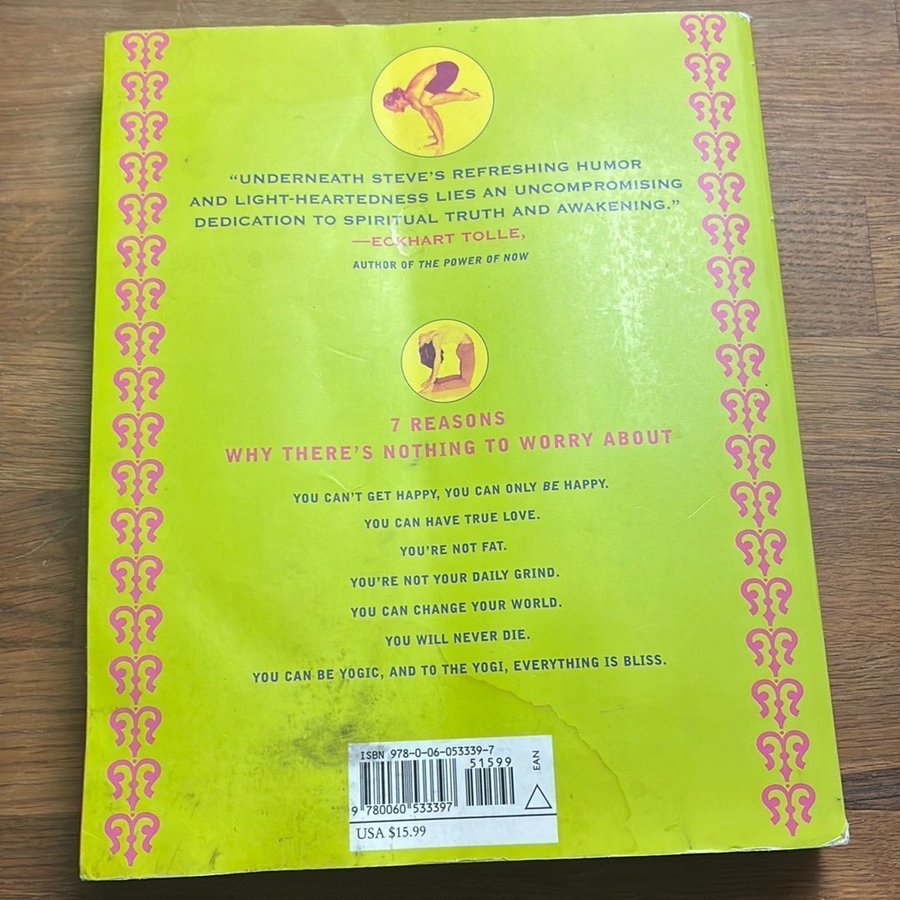 “UNDERNEATH STEVE’S REFRESHING HUMOR
AND LIGHT-HEARTEDNESS LIES AN UNCOMPROMISING
DEDICATION TO SPIRITUAL TRUTH AND AWAKENING.”
—ECKHART TOLLE,
AUTHOR OF THE POWER OF NOW
7 REASONS
WHY THERE’S NOTHING TO WORRY ABOUT
YOU CAN’T GET HAPPY, YOU CAN ONLY BE HAPPY.
YOU CAN HAVE TRUE LOVE.
YOU’RE NOT FAT.
YOU’RE NOT YOUR DAILY GRIND.
YOU CAN CHANGE YOUR WORLD.
YOU WILL NEVER DIE.
YOU CAN BE YOGIC, AND TO THE YOGI, EVERYTHING IS BLISS.
ISBN 978-0-06-053339-7
51599
EAN
9 780060 533397
USA $15.99